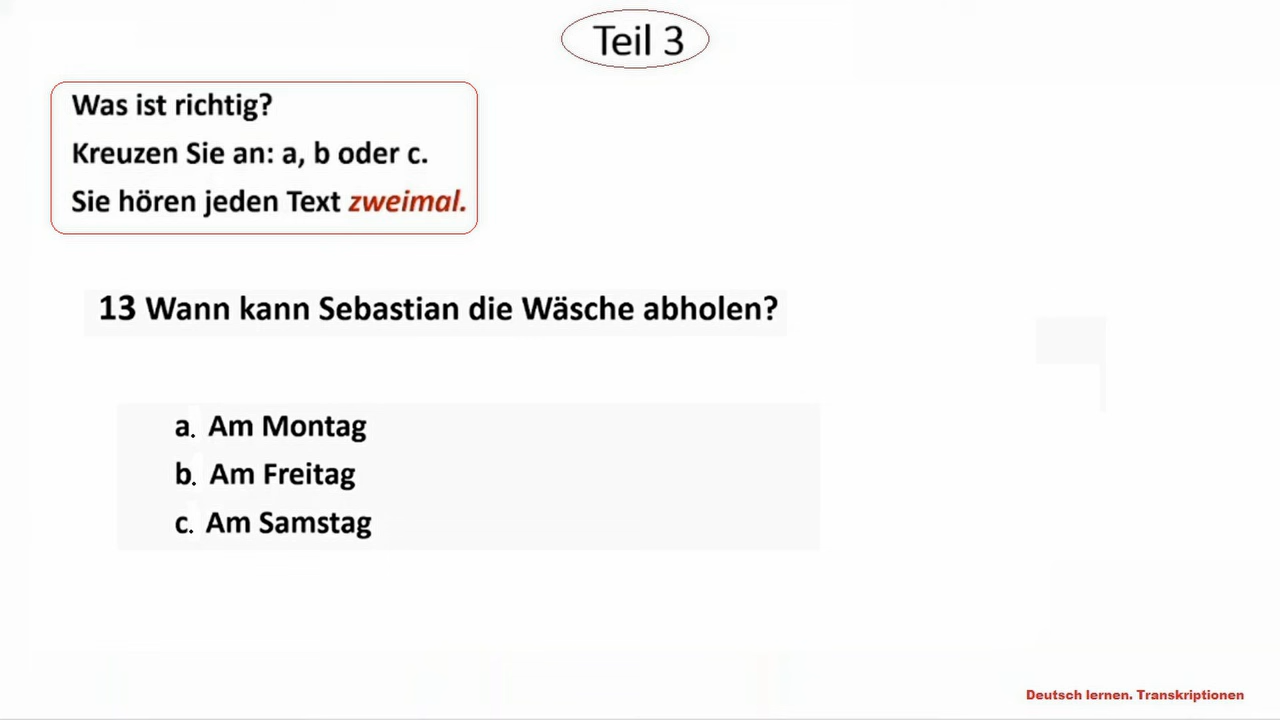 Teil 3
Was ist richtig?
Kreuzen Sie an: a, b oder c.
Sie hören jeden Text zweimal.
13 Wann kann Sebastian die Wäsche abholen?
a. Am Montag
b. Am Freitag
c. Am Samstag
Deutsch lernen. Transkriptionen